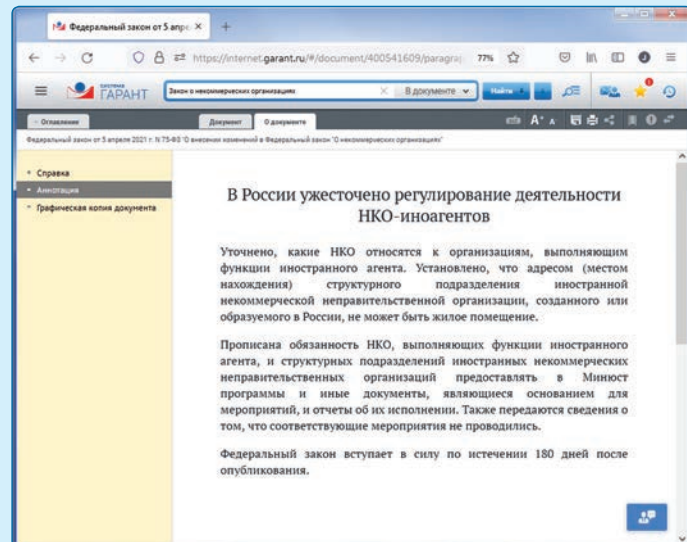 Федеральный закон от 5 апре
https://internet.garant.ru/#/document/400541609/paragra
77%
СИСТЕМА
ГАРАНТ
Закон о некоммерческих организациях
В документе
Найти
Оглавление
Документ
О документе
A+ A
Федеральный закон от 5 апреля 2021 г. N 75-ФЗ "О внесении изменений в Федеральный закон "О некоммерческих организациях"
Справка
Аннотация
Графическая копия документа
В России ужесточено регулирование деятельности
НКО-иноагентов
Уточнено, какие НКО относятся к организациям, выполняющим
функции иностранного агента. Установлено, что адресом (местом
нахождения) структурного подразделения иностранной
некоммерческой неправительственной организации, созданного или
образуемого в России, не может быть жилое помещение.
Прописана обязанность НКО, выполняющих функции иностранного
агента, и структурных подразделений иностранных некоммерческих
неправительственных организаций предоставлять в Минюст
программы и иные документы, являющиеся основанием для
мероприятий, и отчеты об их исполнении. Также передаются сведения о
том, что соответствующие мероприятия не проводились.
Федеральный закон вступает в силу по истечении 180 дней после
опубликования.